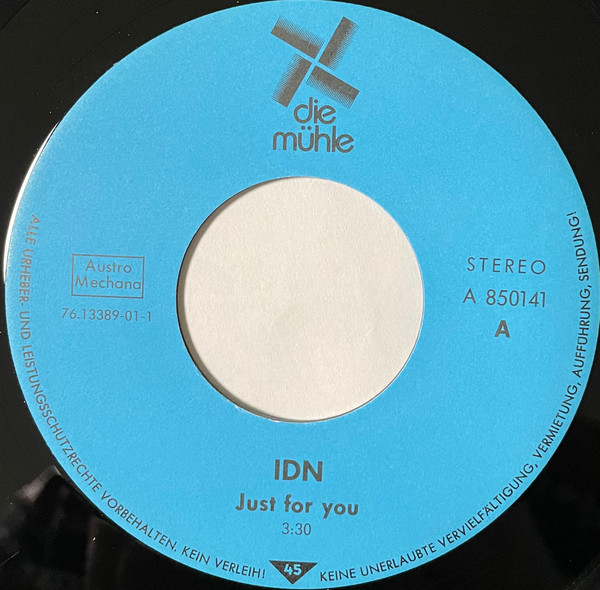 die
mühle
Austro
Mechana
76.13389-01-1
STEREO
A 850141
A
IDN
Just for you
3:30
45
ALLE URHEBER- UND LEISTUNGSSCHUTZRECHTE VORBEHALTEN. KEIN VERLEIH!
KEINE UNERLAUBTE VERVIELFÄLTIGUNG, VERMIETUNG, AUFFÜHRUNG, SENDUNG!